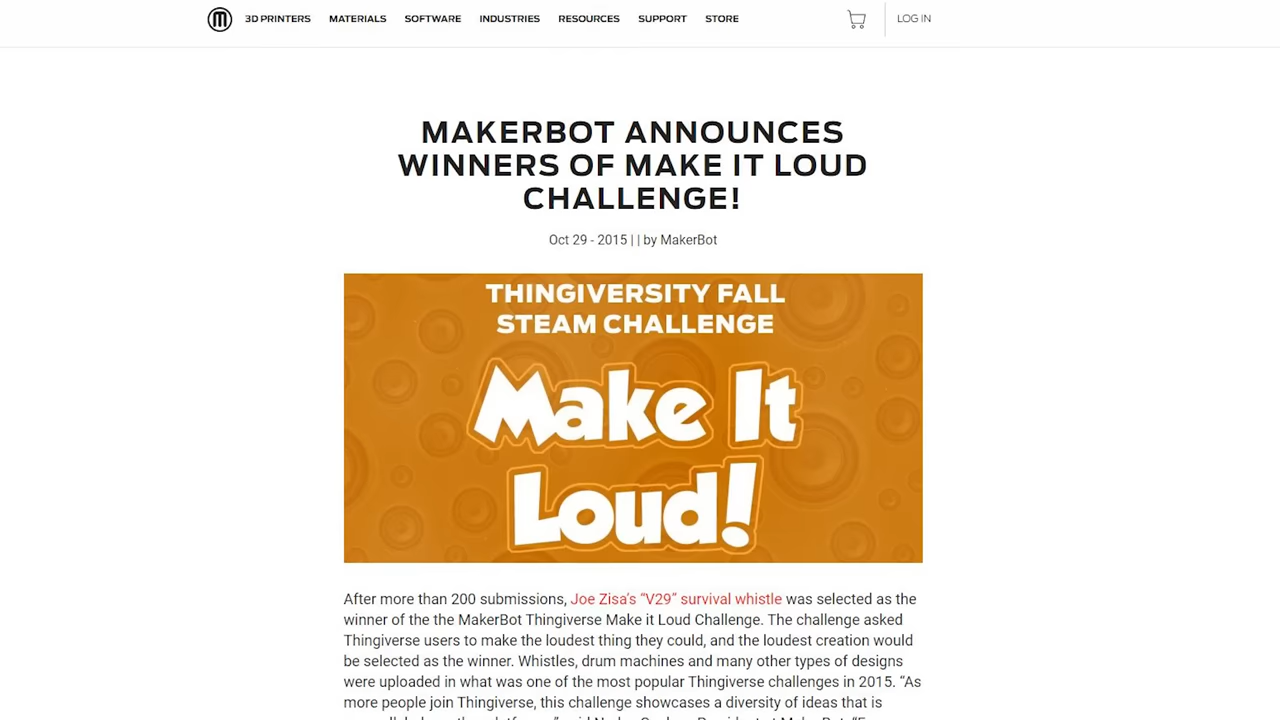 3D PRINTERS MATERIALS SOFTWARE INDUSTRIES RESOURCES SUPPORT STORE LOG IN
MAKERBOT ANNOUNCES
WINNERS OF MAKE IT LOUD
CHALLENGE!
Oct 29 - 2015 | | by MakerBot
THINGIVERSITY FALL
STEAM CHALLENGE
Make It
Loud!
After more than 200 submissions, Joe Zisa's “V29” survival whistle was selected as the
winner of the the MakerBot Thingiverse Make it Loud Challenge. The challenge asked
Thingiverse users to make the loudest thing they could, and the loudest creation would
be selected as the winner. Whistles, drum machines and many other types of designs
were uploaded in what was one of the most popular Thingiverse challenges in 2015. “As
more people join Thingiverse, this challenge showcases a diversity of ideas that is